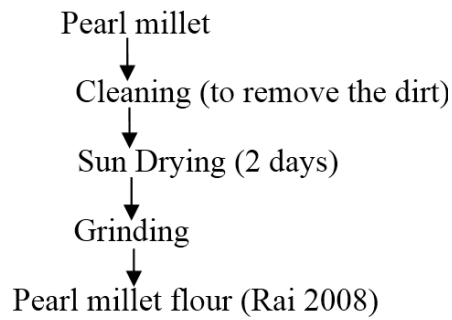 Pearl millet
Cleaning (to remove the dirt)
Sun Drying (2 days)
Grinding
Pearl millet flour (Rai 2008)